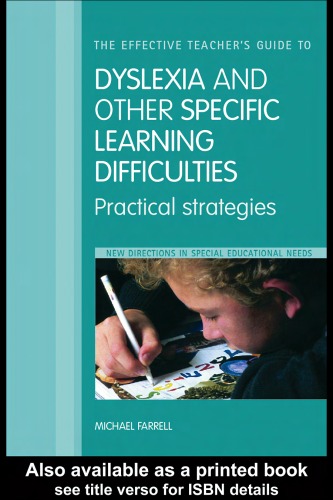 THE EFFECTIVE TEACHER'S GUIDE TO
DYSLEXIA AND
OTHER SPECIFIC
LEARNING
DIFFICULTIES
Practical strategies
NEW DIRECTIONS IN SPECIAL EDUCATIONAL NEEDS
MICHAEL FARRELL
Also available as a printed book
see title verso for ISBN details